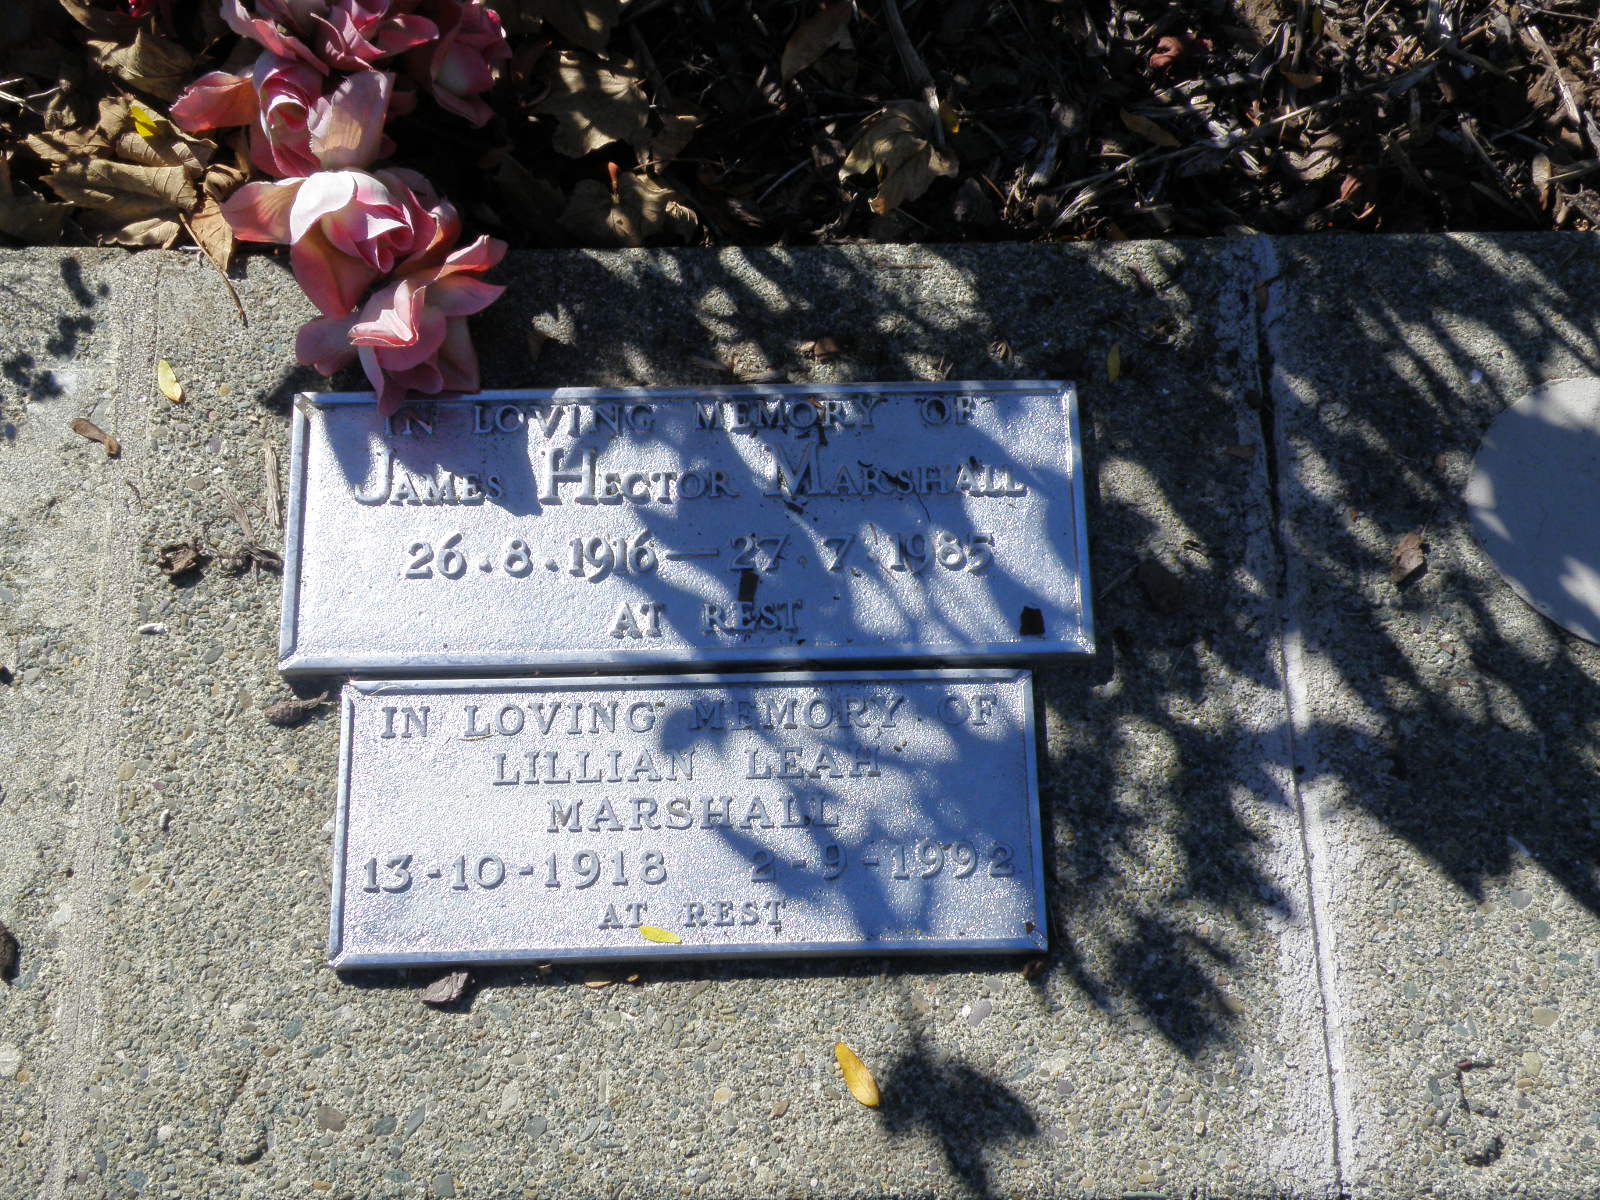 IN LOVING MEMORY OF
JAMES HECTOR MARSHALL
26.8.1916—27.7.1985
AT REST
IN LOVING MEMORY OF
LILLIAN LEAH
MARSHALL
13-10-1918 2-9-1992
AT REST